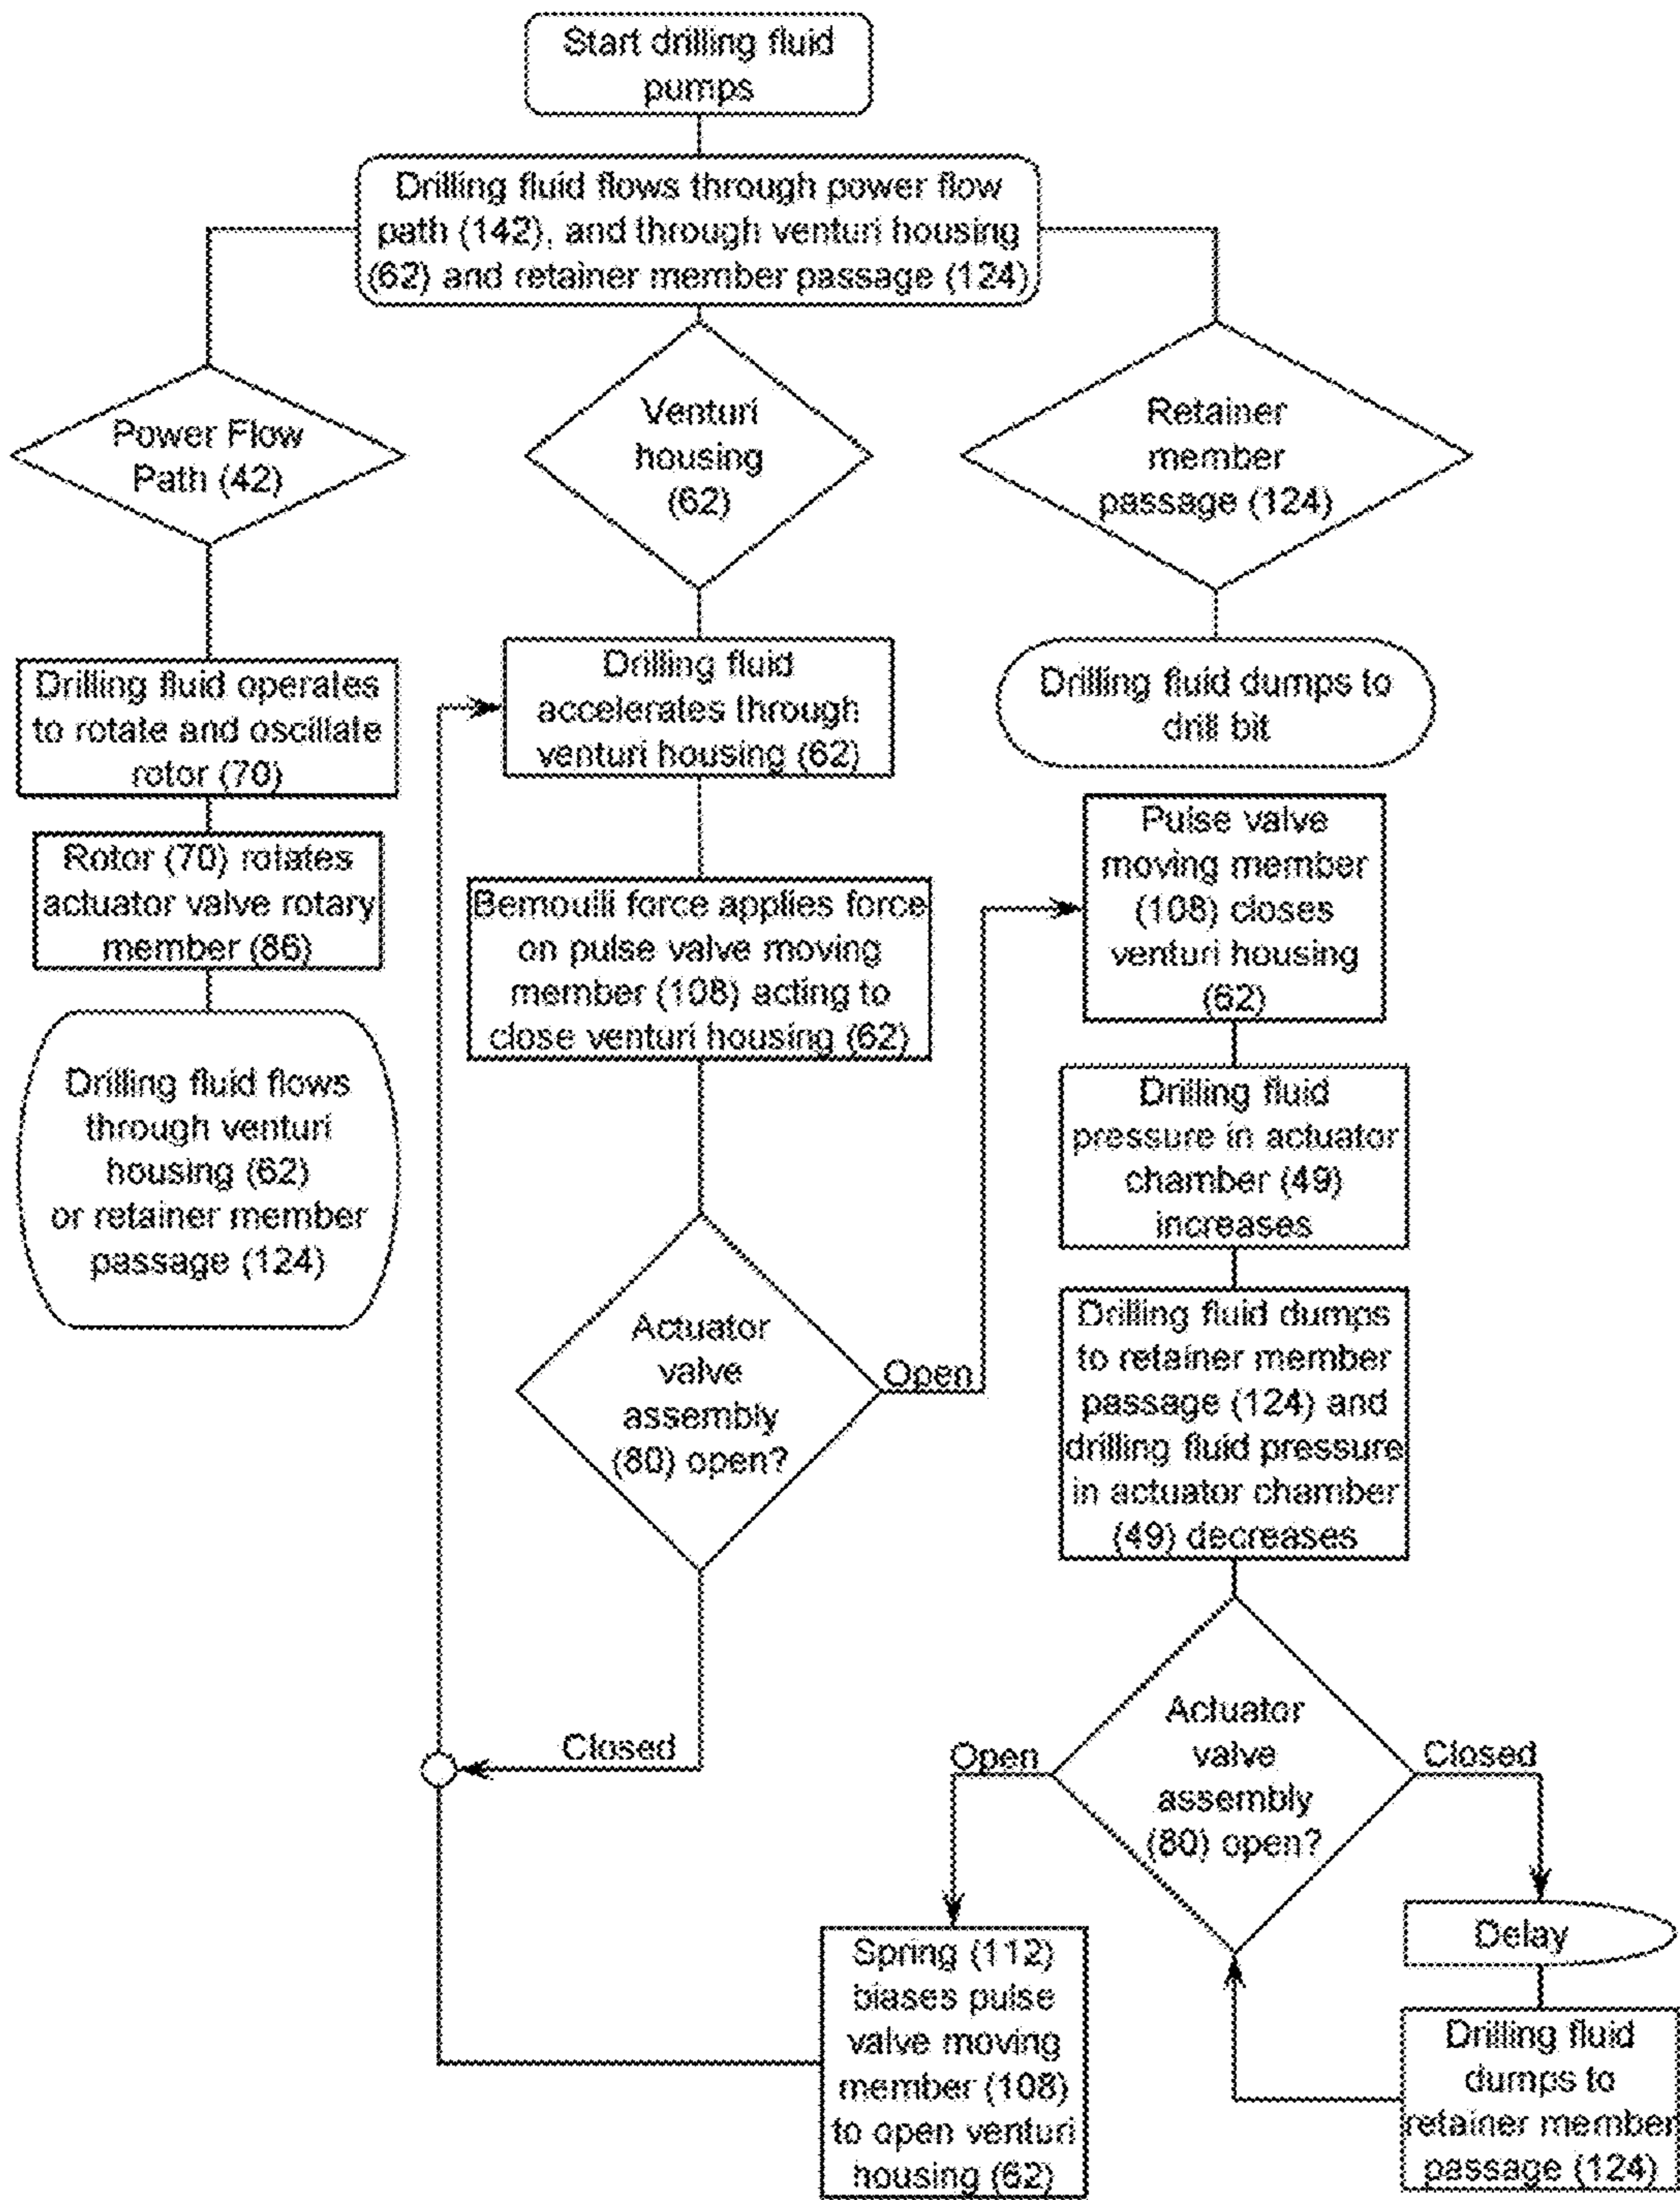 Start drilling fluid
pumps
Drilling fluid flows through power flow
path (142), and through venturi housing
(62) and retainer member passage (124)
Power Flow
Path (42)
Venturi
housing
(62)
Retainer
member
passage (124)
Drilling fluid operates
to rotate and oscillate
rotor (70)
Rotor (70) rotates
actuator valve rotary
member (86)
Drilling fluid flows
through venturi
housing (62)
or retainer member
passage (124)
Drilling fluid
accelerates through
venturi housing (62)
Bernouili force applies force
on pulse valve moving
member (108) acting to
close venturi housing (62)
Actuator
valve
assembly
(80) open?
Open
Closed
Drilling fluid dumps to
drill bit
Pulse valve
moving member
(108) closes
venturi housing
(62)
Drilling fluid
pressure in actuator
chamber (49)
increases
Drilling fluid dumps
to retainer member
passage (124) and
drilling fluid pressure
in actuator chamber
(49) decreases
Actuator
valve
assembly
(80) open?
Open
Closed
Spring (112)
biases pulse
valve moving
member (108)
to open venturi
housing (62)
Delay
Drilling fluid
dumps to
retainer member
passage (124)